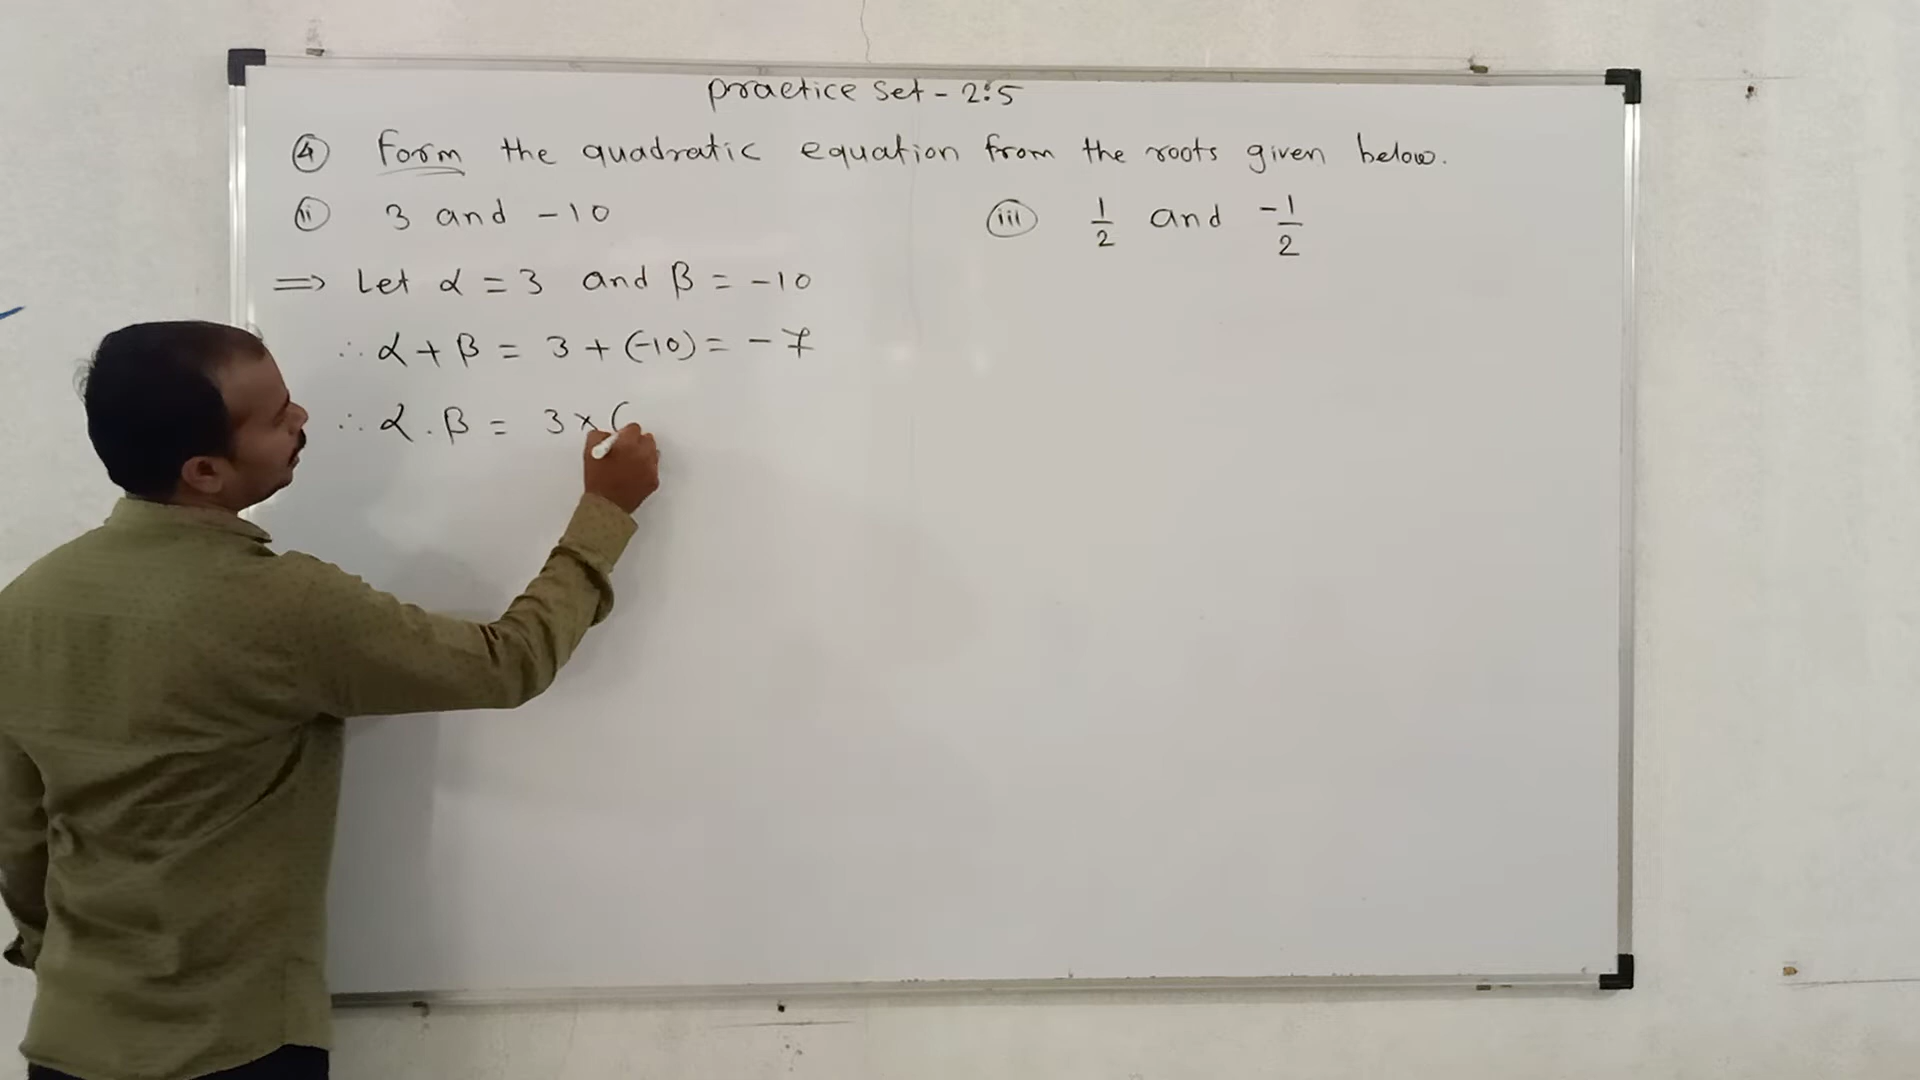 practice set - 2:5
④ Form the quadratic equation from the roots given below.
ⅱ 3 and -10
ⅲ 1/2 and -1/2
⇒ Let α = 3 and β = -10
∴ α + β = 3 + (-10) = -7
∴ α . β = 3 × (